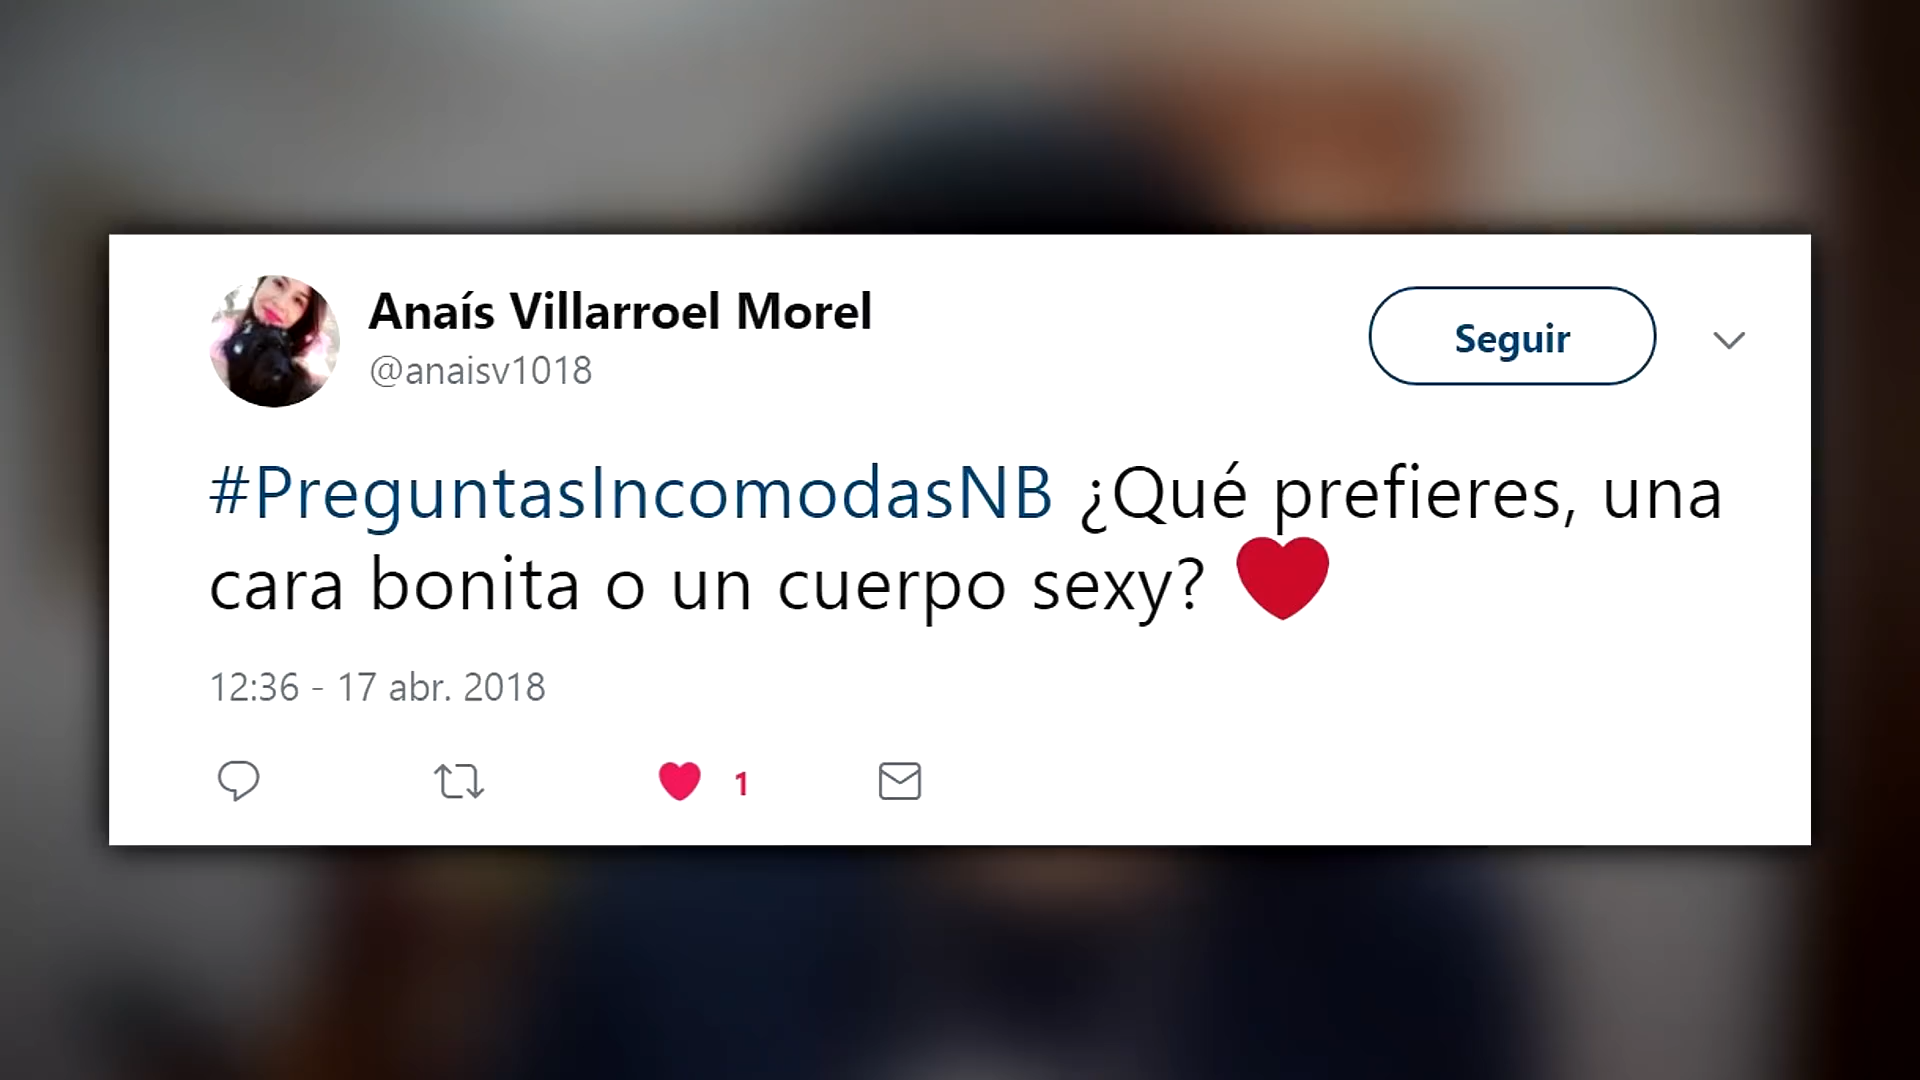 Anaís Villarroel Morel
@anaisv1018
Seguir
#PreguntasIncomodasNB ¿Qué prefieres, una
cara bonita o un cuerpo sexy? ❤
12:36 - 17 abr. 2018
1